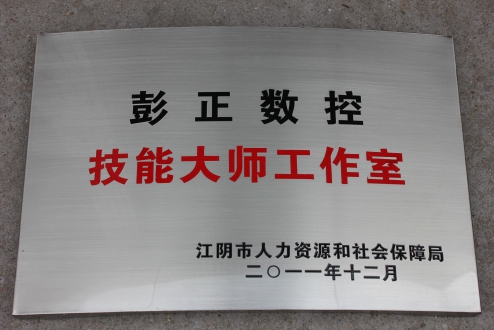 彭正数控
技能大师工作室
江阴市人力资源和社会保障局
二〇一一年十二月